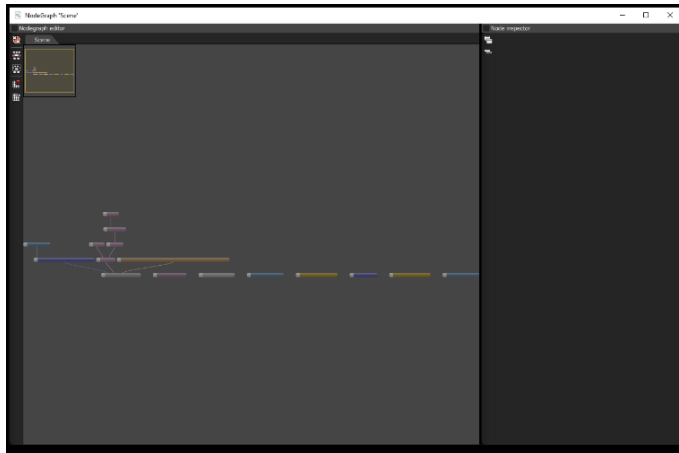 NodeGraph 'Scene'
Nodegraph editor
Node inspector
Scene